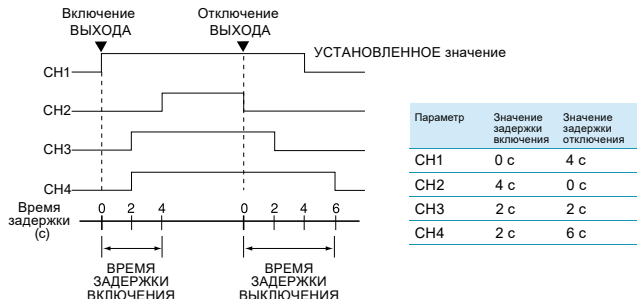 Включение
ВЫХОДА
Отключение
ВЫХОДА
УСТАНОВЛЕННОЕ значение
CH1
CH2
CH3
CH4
Время
задержки
(с)
0 2 4 0 2 4 6
ВРЕМЯ
ЗАДЕРЖКИ
ВКЛЮЧЕНИЯ
ВРЕМЯ
ЗАДЕРЖКИ
ВЫКЛЮЧЕНИЯ
Параметр Значение задержки включения Значение задержки отключения
CH1 0 с 4 с
CH2 4 с 0 с
CH3 2 с 2 с
CH4 2 с 6 с